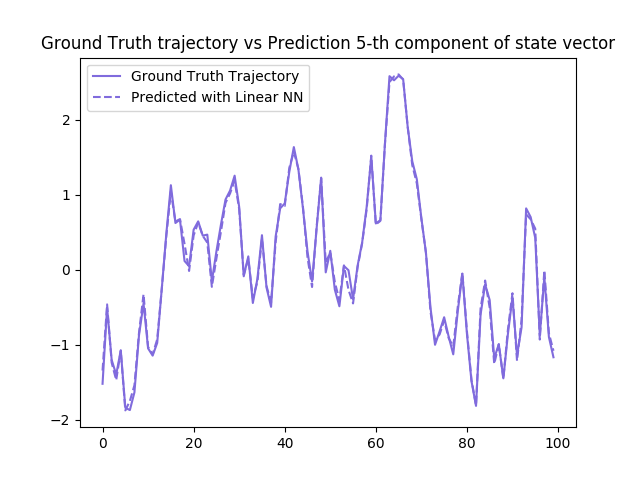 Ground Truth trajectory vs Prediction 5-th component of state vector
Ground Truth Trajectory
Predicted with Linear NN
2
1
0
−1
−2
0 20 40 60 80 100